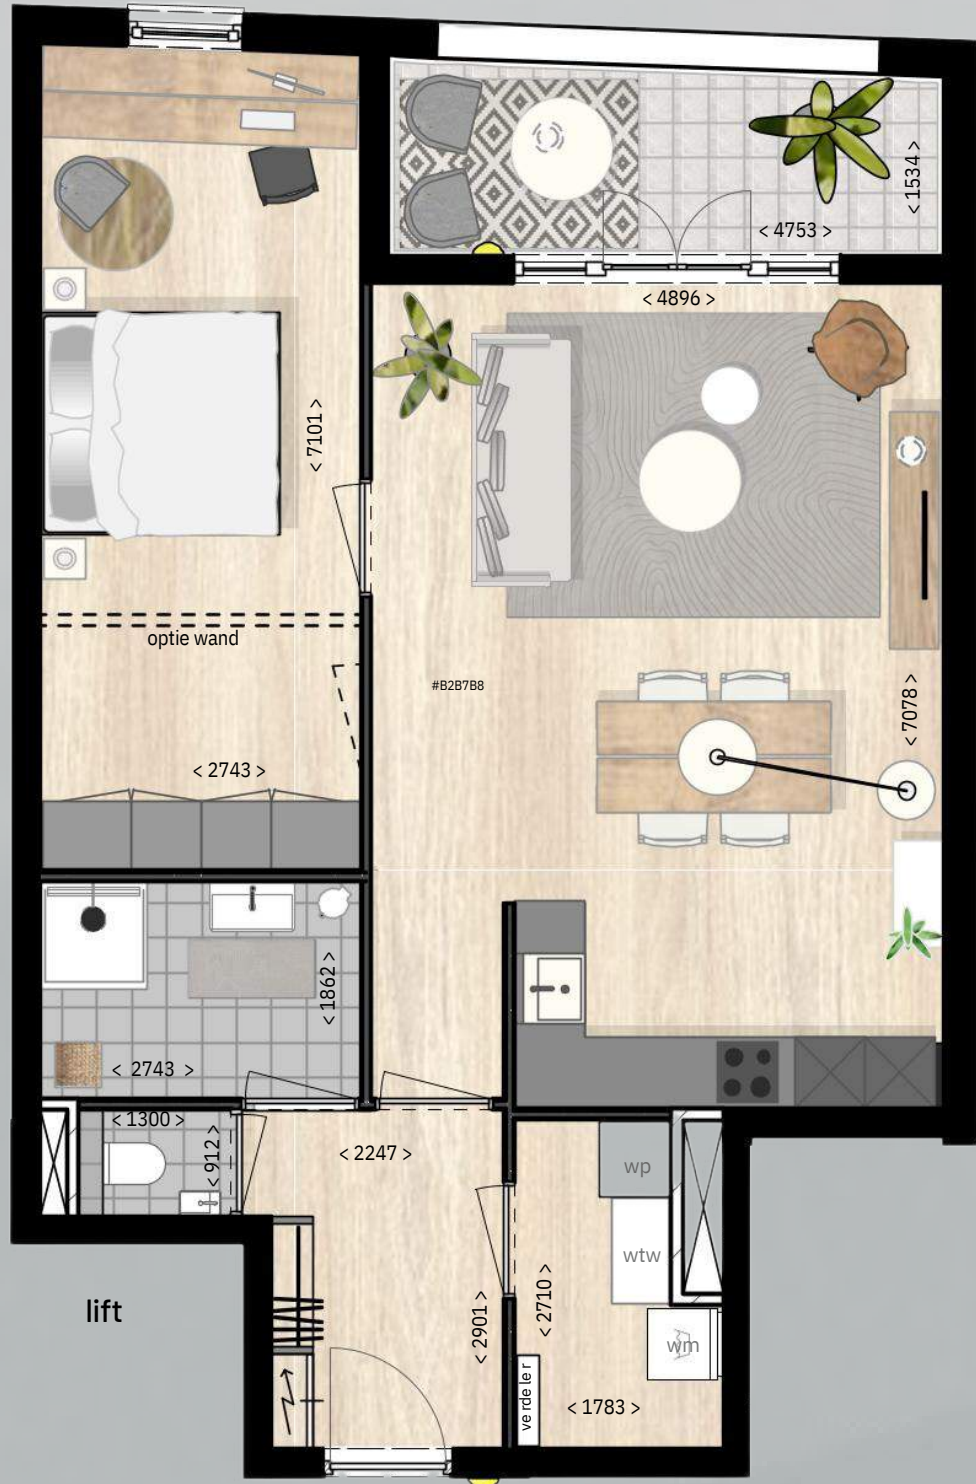 < 1534 >
< 4753 >
< 4896 >
< 7101 >
optie wand
#B2B7B8
< 7078 >
< 2743 >
< 1862 >
< 2743 >
< 1300 >
< 912 >
< 2247 >
wp
wtw
lift
< 2901 >
< 2710 >
wm
verdeler
< 1783 >